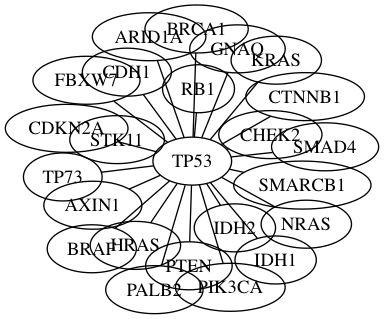 BRCA1
ARID1A
GNAQ
KRAS
CDH1
FBXW7
RB1
CTNNB1
CDKN2A
CHEK2
STK11
SMAD4
TP53
TP73
SMARCB1
AXIN1
NRAS
IDH2
HRAS
BRAF
IDH1
PTEN
PIK3CA
PALB2